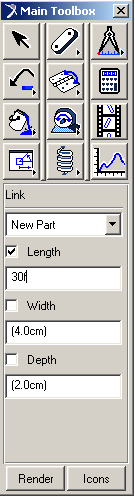 Main Toolbox
Link
New Part
Length
30
Width
(4.0cm)
Depth
(2.0cm)
Render Icons